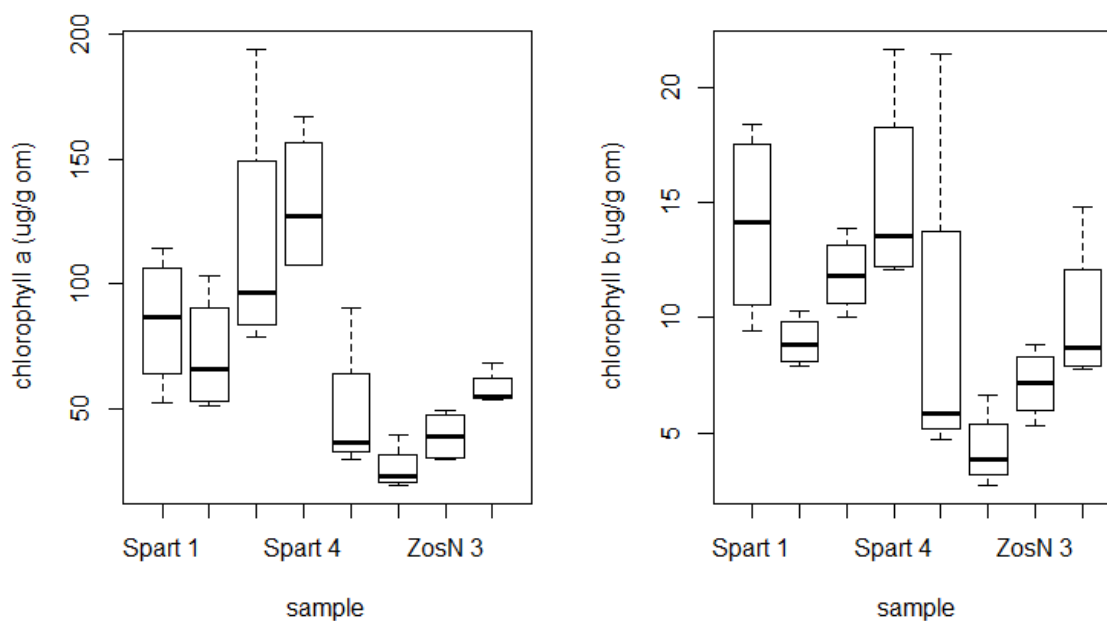 chlorophyll a (ug/g om)
200
150
100
50
Spart 1 Spart 4 ZosN 3
sample
chlorophyll b (ug/g om)
20
15
10
5
Spart 1 Spart 4 ZosN 3
sample